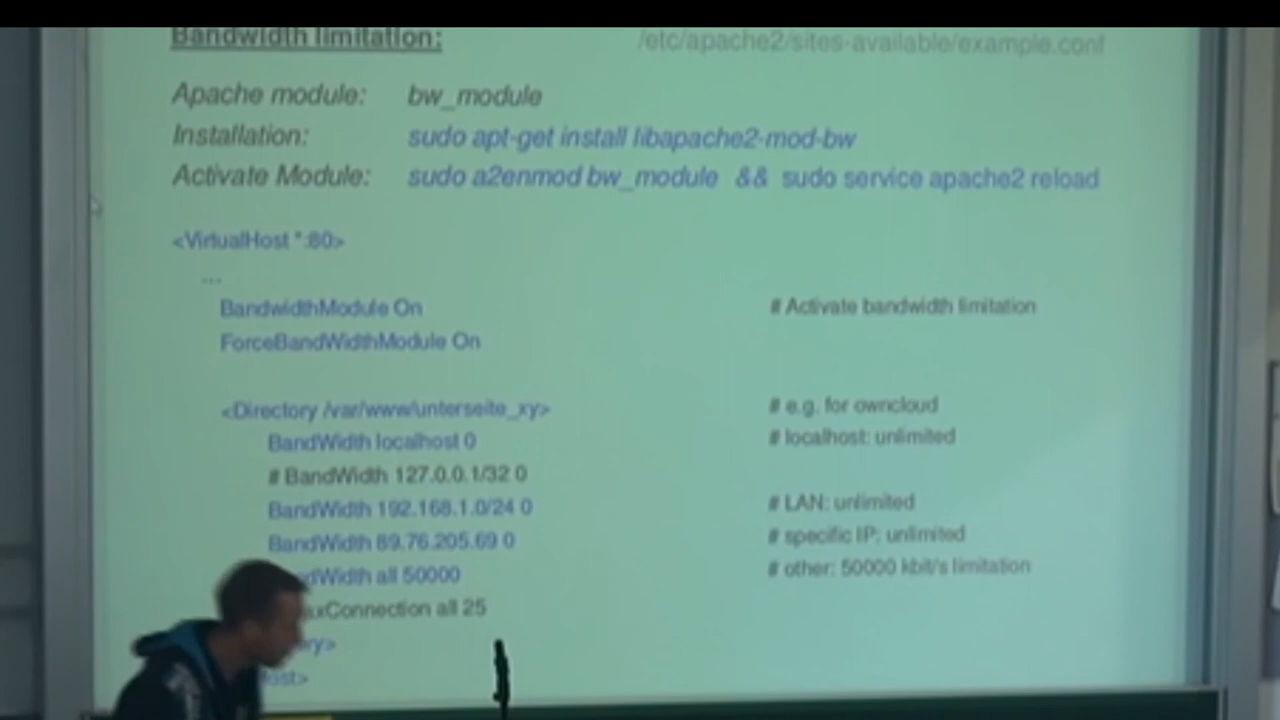 Bandwidth limitation: /etc/apache2/sites-available/example.conf
Apache module: bw_module
Installation: sudo apt-get install libapache2-mod-bw
Activate Module: sudo a2enmod bw_module && sudo service apache2 reload
<VirtualHost *:80>
...
BandwidthModule On # Activate bandwidth limitation
ForceBandWidthModule On
<Directory /var/www/unterseite_xy> # e.g. for owncloud
BandWidth localhost 0 # localhost: unlimited
# BandWidth 127.0.0.1/32 0
BandWidth 192.168.1.0/24 0 # LAN: unlimited
BandWidth 89.76.205.69 0 # specific IP: unlimited
dWidth all 50000 # other: 50000 kbit/s limitation
axConnection all 25
ry>
ost>